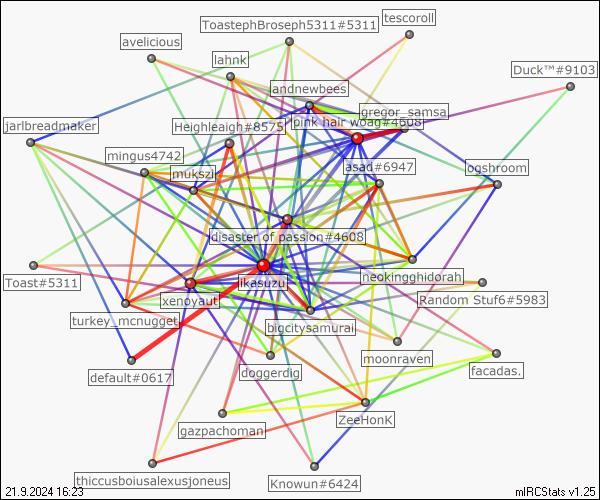 tescoroll
ToastephBroseph5311#5311
avelicious
lahnk
Duck™#9103
andnewbees
gregor_samsa
pink hair woag#4608
jarlbreadmaker
Heighleaigh#8575
mingus4742
asad#6947
ogshroom
mukszi
disaster of passion#4608
neokingghidorah
Toast#5311
likasuzu
Random Stuf6#5983
xenoyaut
turkey_mcnugget
bigcitysamurai
moonraven
default#0617
doggerdig
facadas.
ZeeHonK
gazpachoman
thiccusboiusalexusjoneus
Knowun#6424
21.9.2024 16:23
mIRCStats v1.25